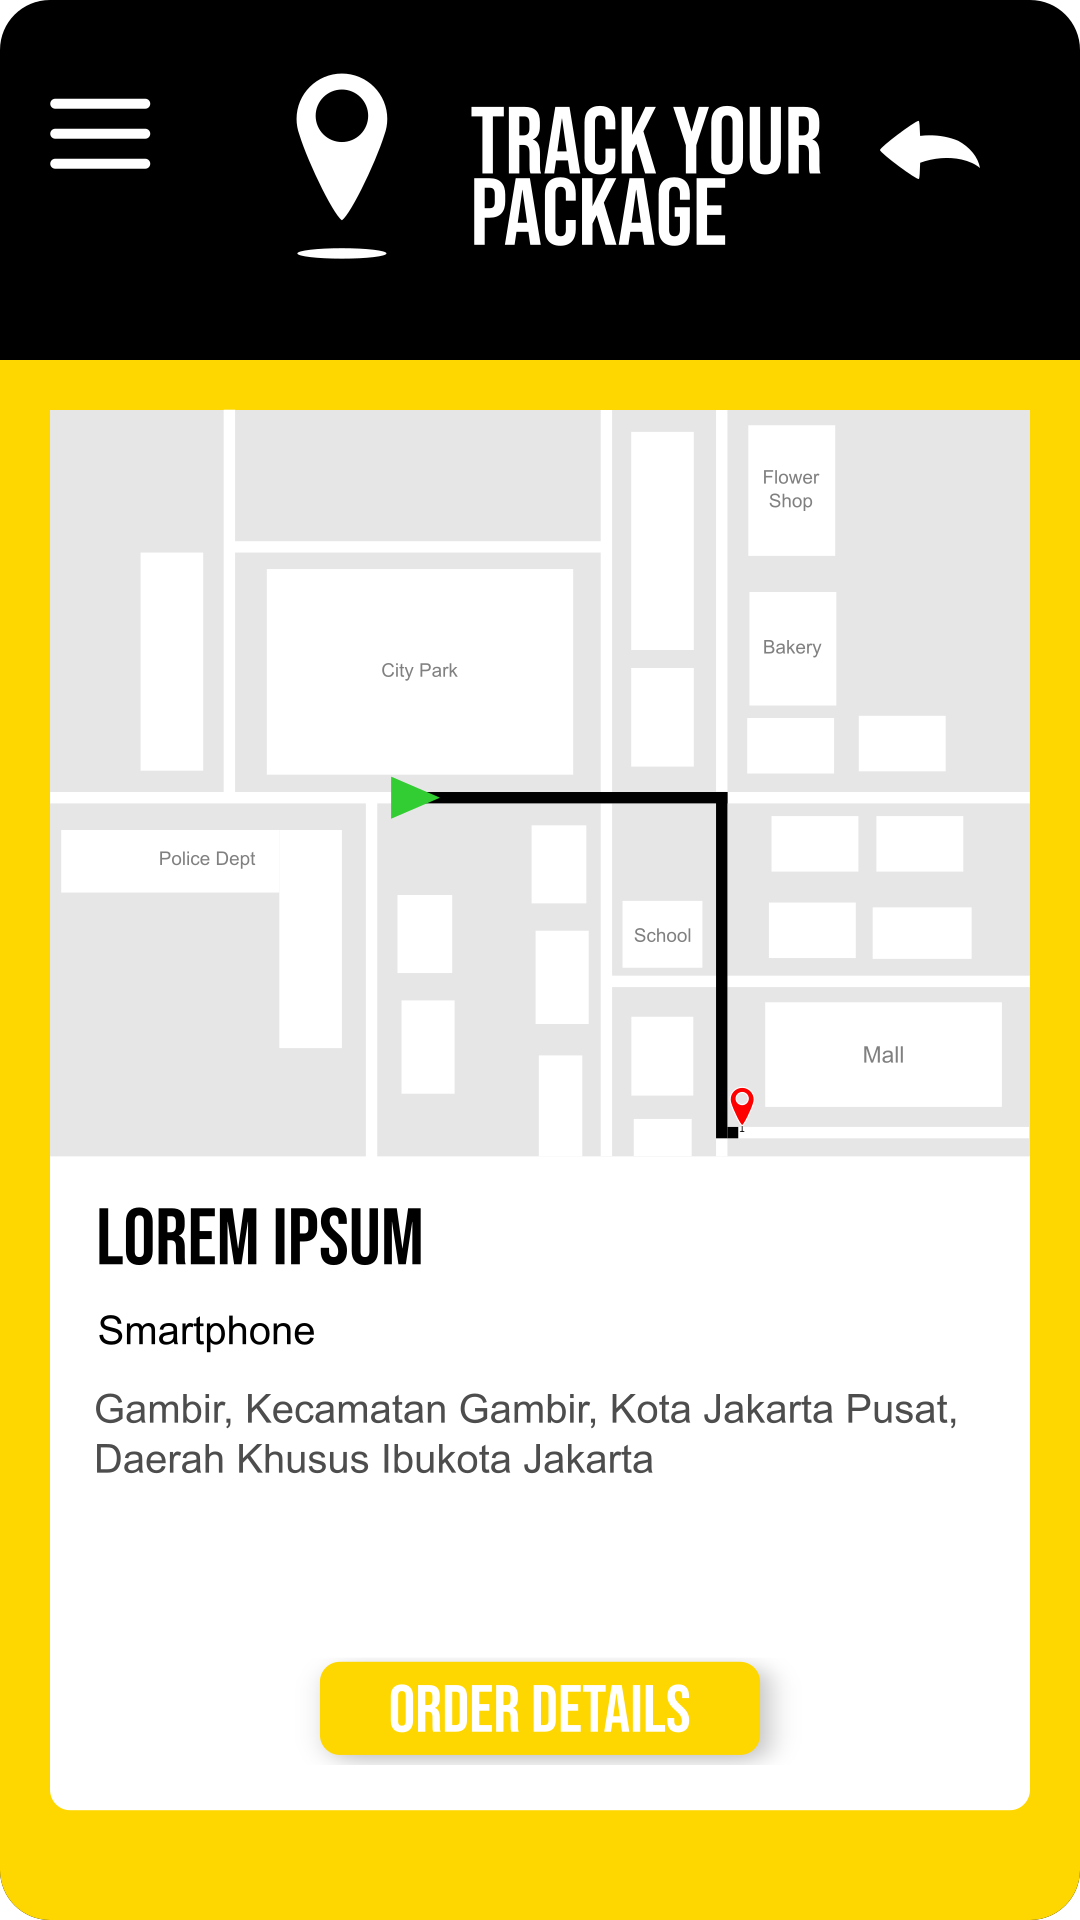 TRACK YOUR
PACKAGE
Flower
Shop
Bakery
City Park
Police Dept
School
Mall
1
LOREM IPSUM
Smartphone
Gambir, Kecamatan Gambir, Kota Jakarta Pusat,
Daerah Khusus Ibukota Jakarta
ORDER DETAILS